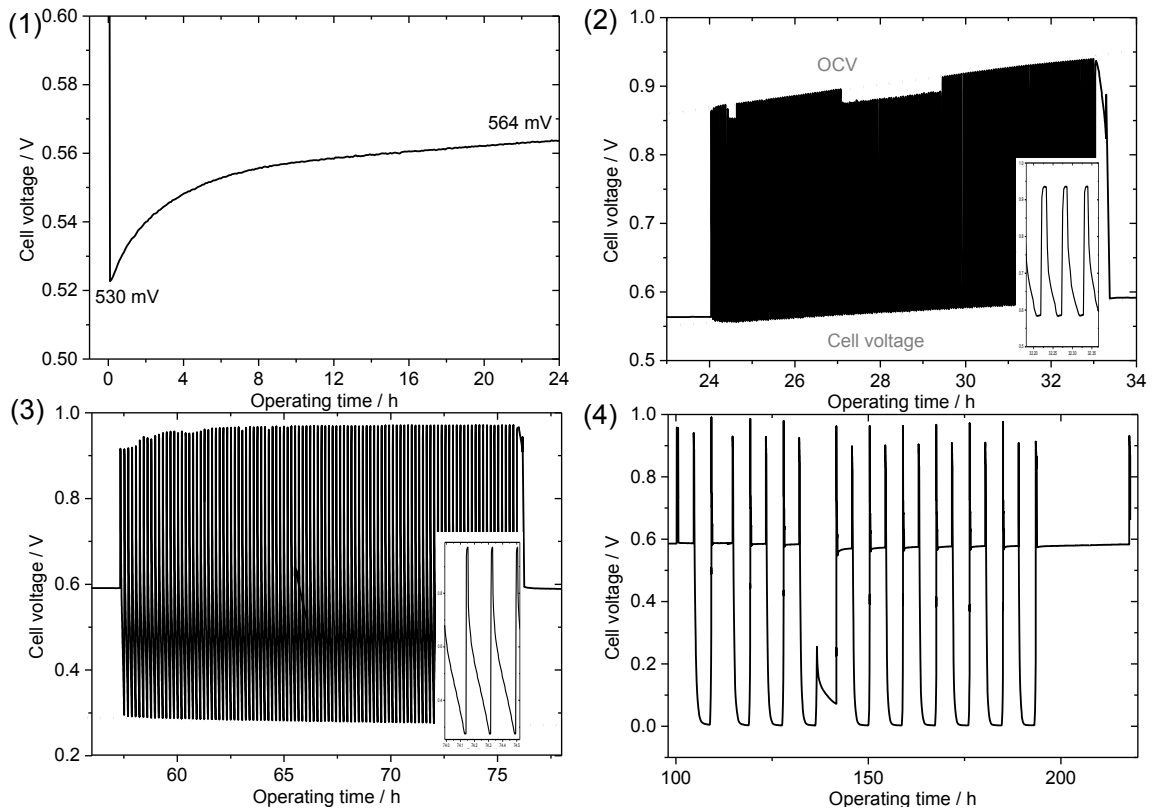 (1)
0.60
0.58
0.56
0.54
0.52
0.50
Cell voltage / V
530 mV
564 mV
0 4 8 12 16 20 24
Operating time / h
(2)
1.0
0.9
0.8
0.7
0.6
0.5
Cell voltage / V
OCV
Cell voltage
24 26 28 30 32 34
Operating time / h
(3)
1.0
0.8
0.6
0.4
0.2
Cell voltage / V
60 65 70 75
Operating time / h
(4)
1.0
0.8
0.6
0.4
0.2
0.0
Cell voltage / V
100 150 200
Operating time / h